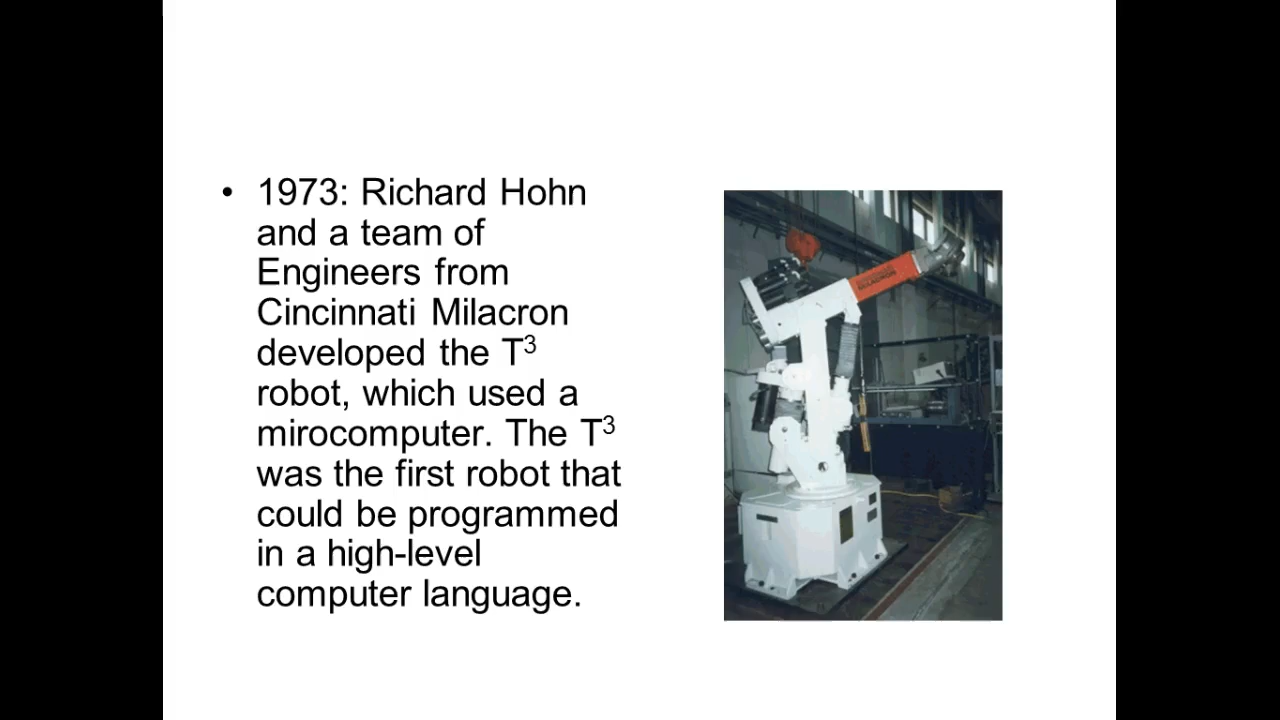 • 1973: Richard Hohn
and a team of
Engineers from
Cincinnati Milacron
developed the T³
robot, which used a
mirocomputer. The T³
was the first robot that
could be programmed
in a high-level
computer language.
MILACRON